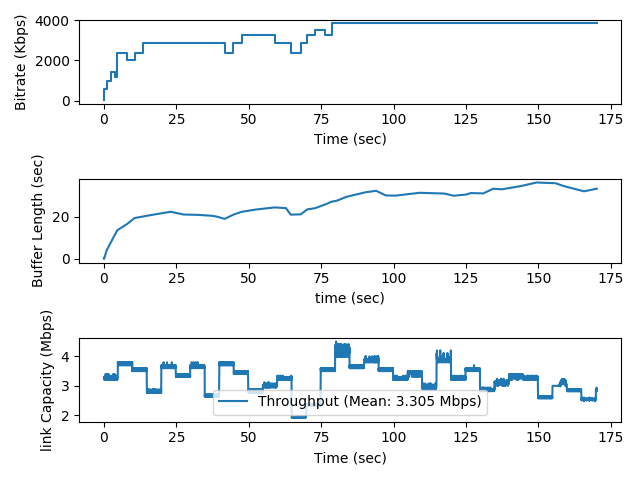 Bitrate (Kbps)
4000
2000
0
0 25 50 75 100 125 150 175
Time (sec)
Buffer Length (sec)
20
0
0 25 50 75 100 125 150 175
time (sec)
link Capacity (Mbps)
4
3
2
Throughput (Mean: 3.305 Mbps)
0 25 50 75 100 125 150 175
Time (sec)